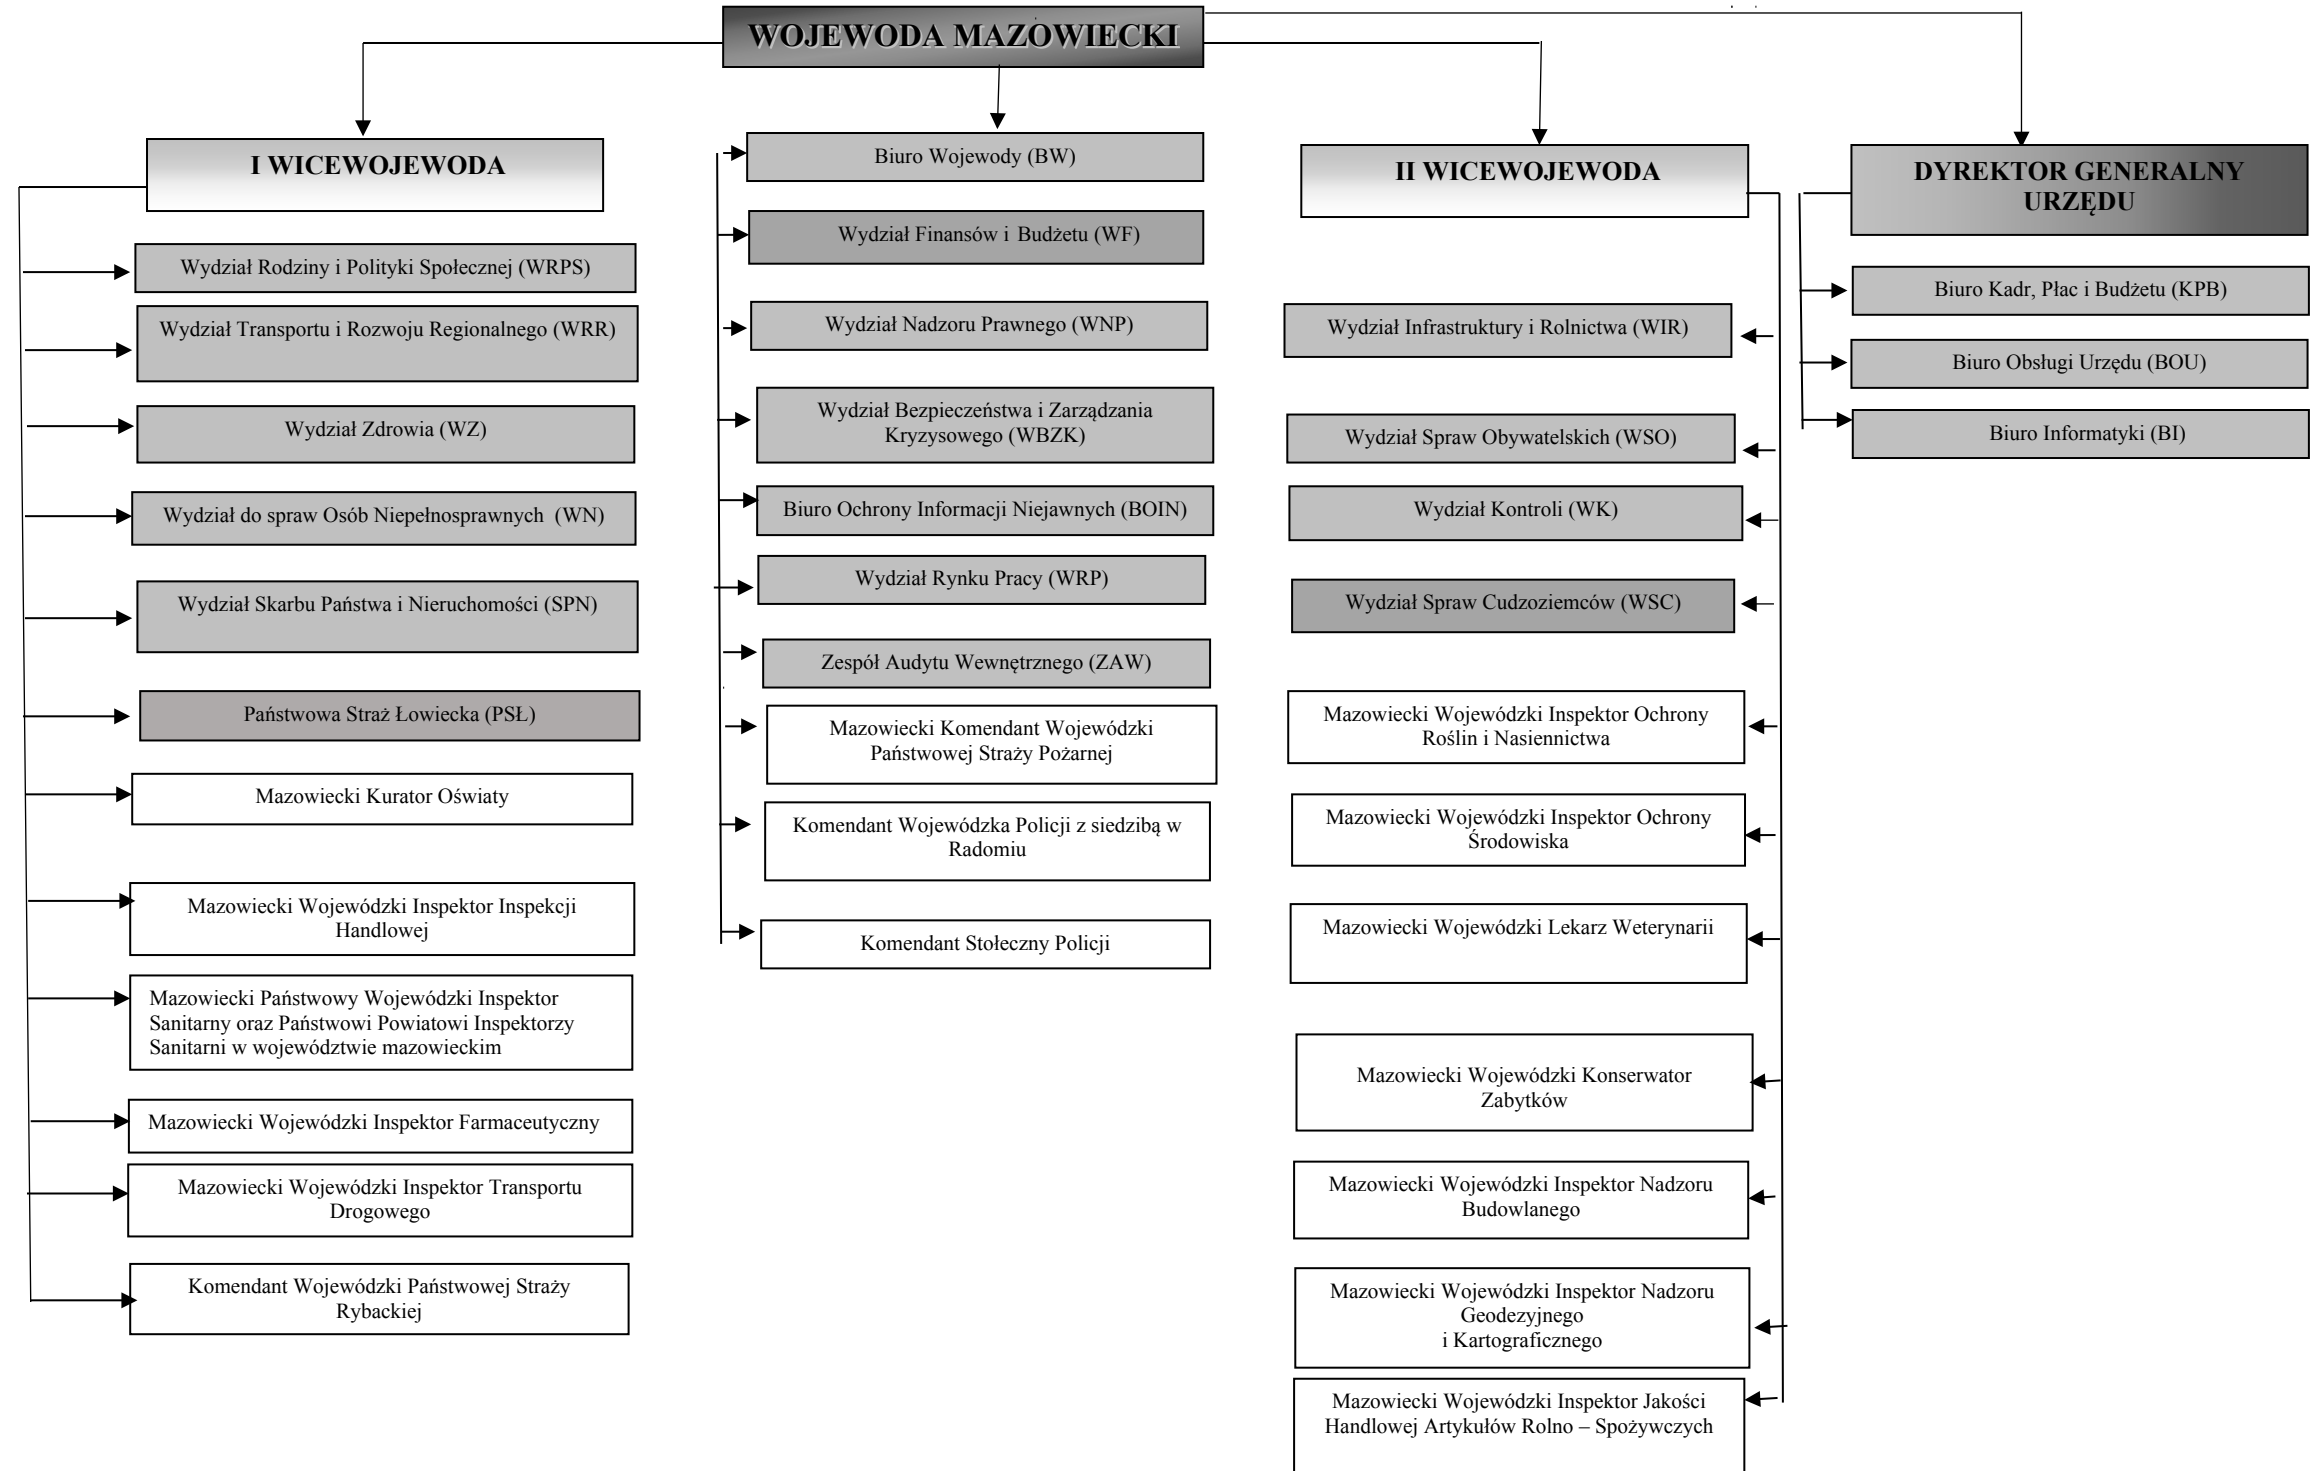 WOJEWODA MAZOWIECKI
I WICEWOJEWODA
Wydział Rodziny i Polityki Społecznej (WRPS)
Wydział Transportu i Rozwoju Regionalnego (WRR)
Wydział Zdrowia (WZ)
Wydział do spraw Osób Niepełnosprawnych (WN)
Wydział Skarbu Państwa i Nieruchomości (SPN)
Państwowa Straż Łowiecka (PSŁ)
Mazowiecki Kurator Oświaty
Mazowiecki Wojewódzki Inspektor Inspekcji
Handlowej
Mazowiecki Państwowy Wojewódzki Inspektor
Sanitarny oraz Państwowi Powiatowi Inspektorzy
Sanitarni w województwie mazowieckim
Mazowiecki Wojewódzki Inspektor Farmaceutyczny
Mazowiecki Wojewódzki Inspektor Transportu
Drogowego
Komendant Wojewódzki Państwowej Straży
Rybackiej
Biuro Wojewody (BW)
Wydział Finansów i Budżetu (WF)
Wydział Nadzoru Prawnego (WNP)
Wydział Bezpieczeństwa i Zarządzania
Kryzysowego (WBZK)
Biuro Ochrony Informacji Niejawnych (BOIN)
Wydział Rynku Pracy (WRP)
Zespół Audytu Wewnętrznego (ZAW)
Mazowiecki Komendant Wojewódzki
Państwowej Straży Pożarnej
Komendant Wojewódzka Policji z siedzibą w
Radomiu
Komendant Stołeczny Policji
II WICEWOJEWODA
Wydział Infrastruktury i Rolnictwa (WIR)
Wydział Spraw Obywatelskich (WSO)
Wydział Kontroli (WK)
Wydział Spraw Cudzoziemców (WSC)
Mazowiecki Wojewódzki Inspektor Ochrony
Roślin i Nasiennictwa
Mazowiecki Wojewódzki Inspektor Ochrony
Środowiska
Mazowiecki Wojewódzki Lekarz Weterynarii
Mazowiecki Wojewódzki Konserwator
Zabytków
Mazowiecki Wojewódzki Inspektor Nadzoru
Budowlanego
Mazowiecki Wojewódzki Inspektor Nadzoru
Geodezyjnego
i Kartograficznego
Mazowiecki Wojewódzki Inspektor Jakości
Handlowej Artykułów Rolno – Spożywczych
DYREKTOR GENERALNY
URZĘDU
Biuro Kadr, Płac i Budżetu (KPB)
Biuro Obsługi Urzędu (BOU)
Biuro Informatyki (BI)